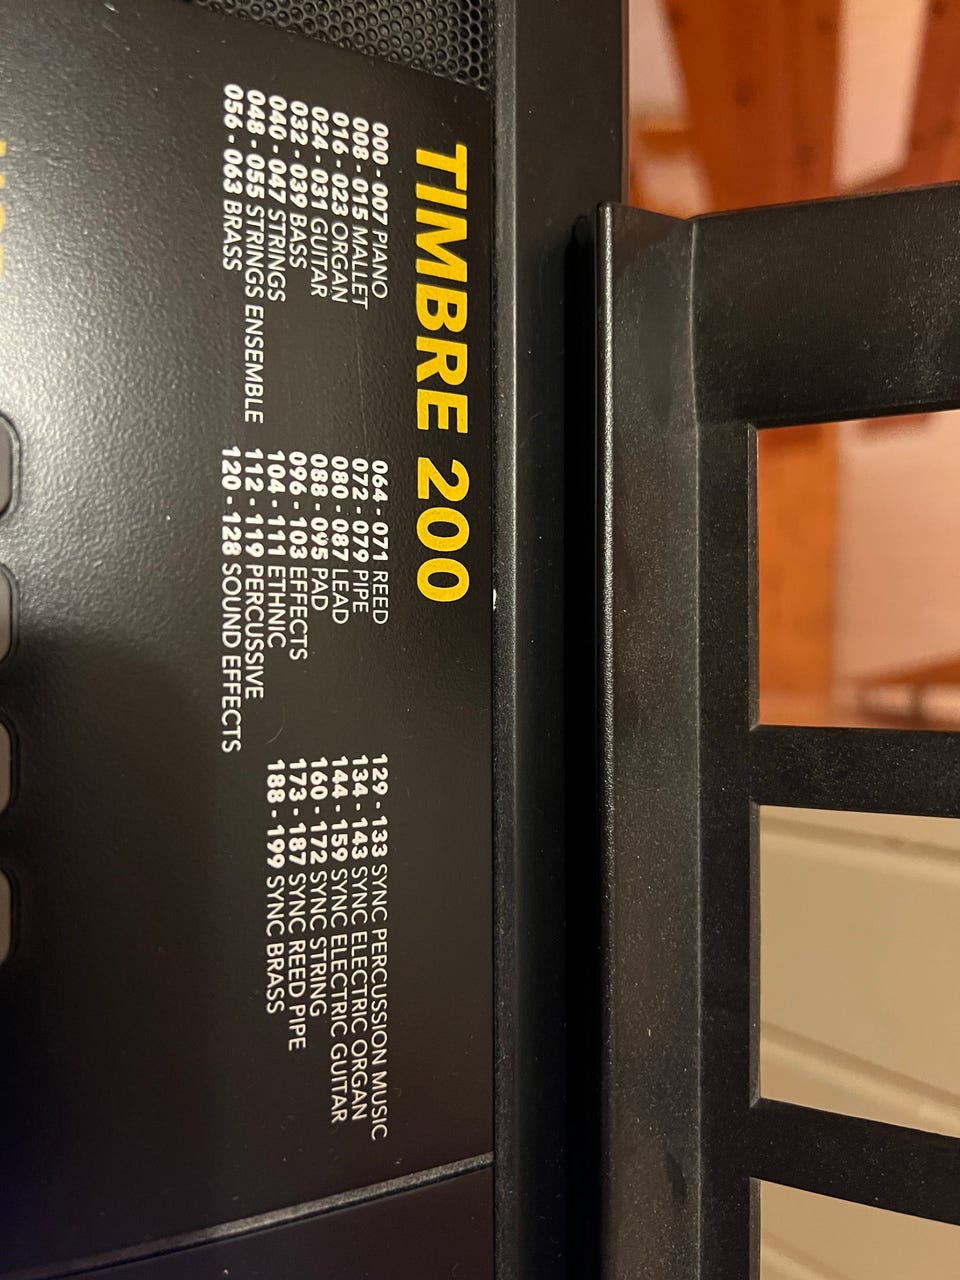 TIMBRE 200
000 - 007 PIANO
008 - 015 MALLET
016 - 023 ORGAN
024 - 031 GUITAR
032 - 039 BASS
040 - 047 STRINGS
048 - 055 STRINGS ENSEMBLE
056 - 063 BRASS
064 - 071 REED
072 - 079 PIPE
080 - 087 LEAD
088 - 095 PAD
096 - 103 EFFECTS
104 - 111 ETHNIC
112 - 119 PERCUSSIVE
120 - 128 SOUND EFFECTS
129 - 133 SYNC PERCUSSION MUSIC
134 - 143 SYNC ELECTRIC ORGAN
144 - 159 SYNC ELECTRIC GUITAR
160 - 172 SYNC STRING
173 - 187 SYNC REED PIPE
188 - 199 SYNC BRASS